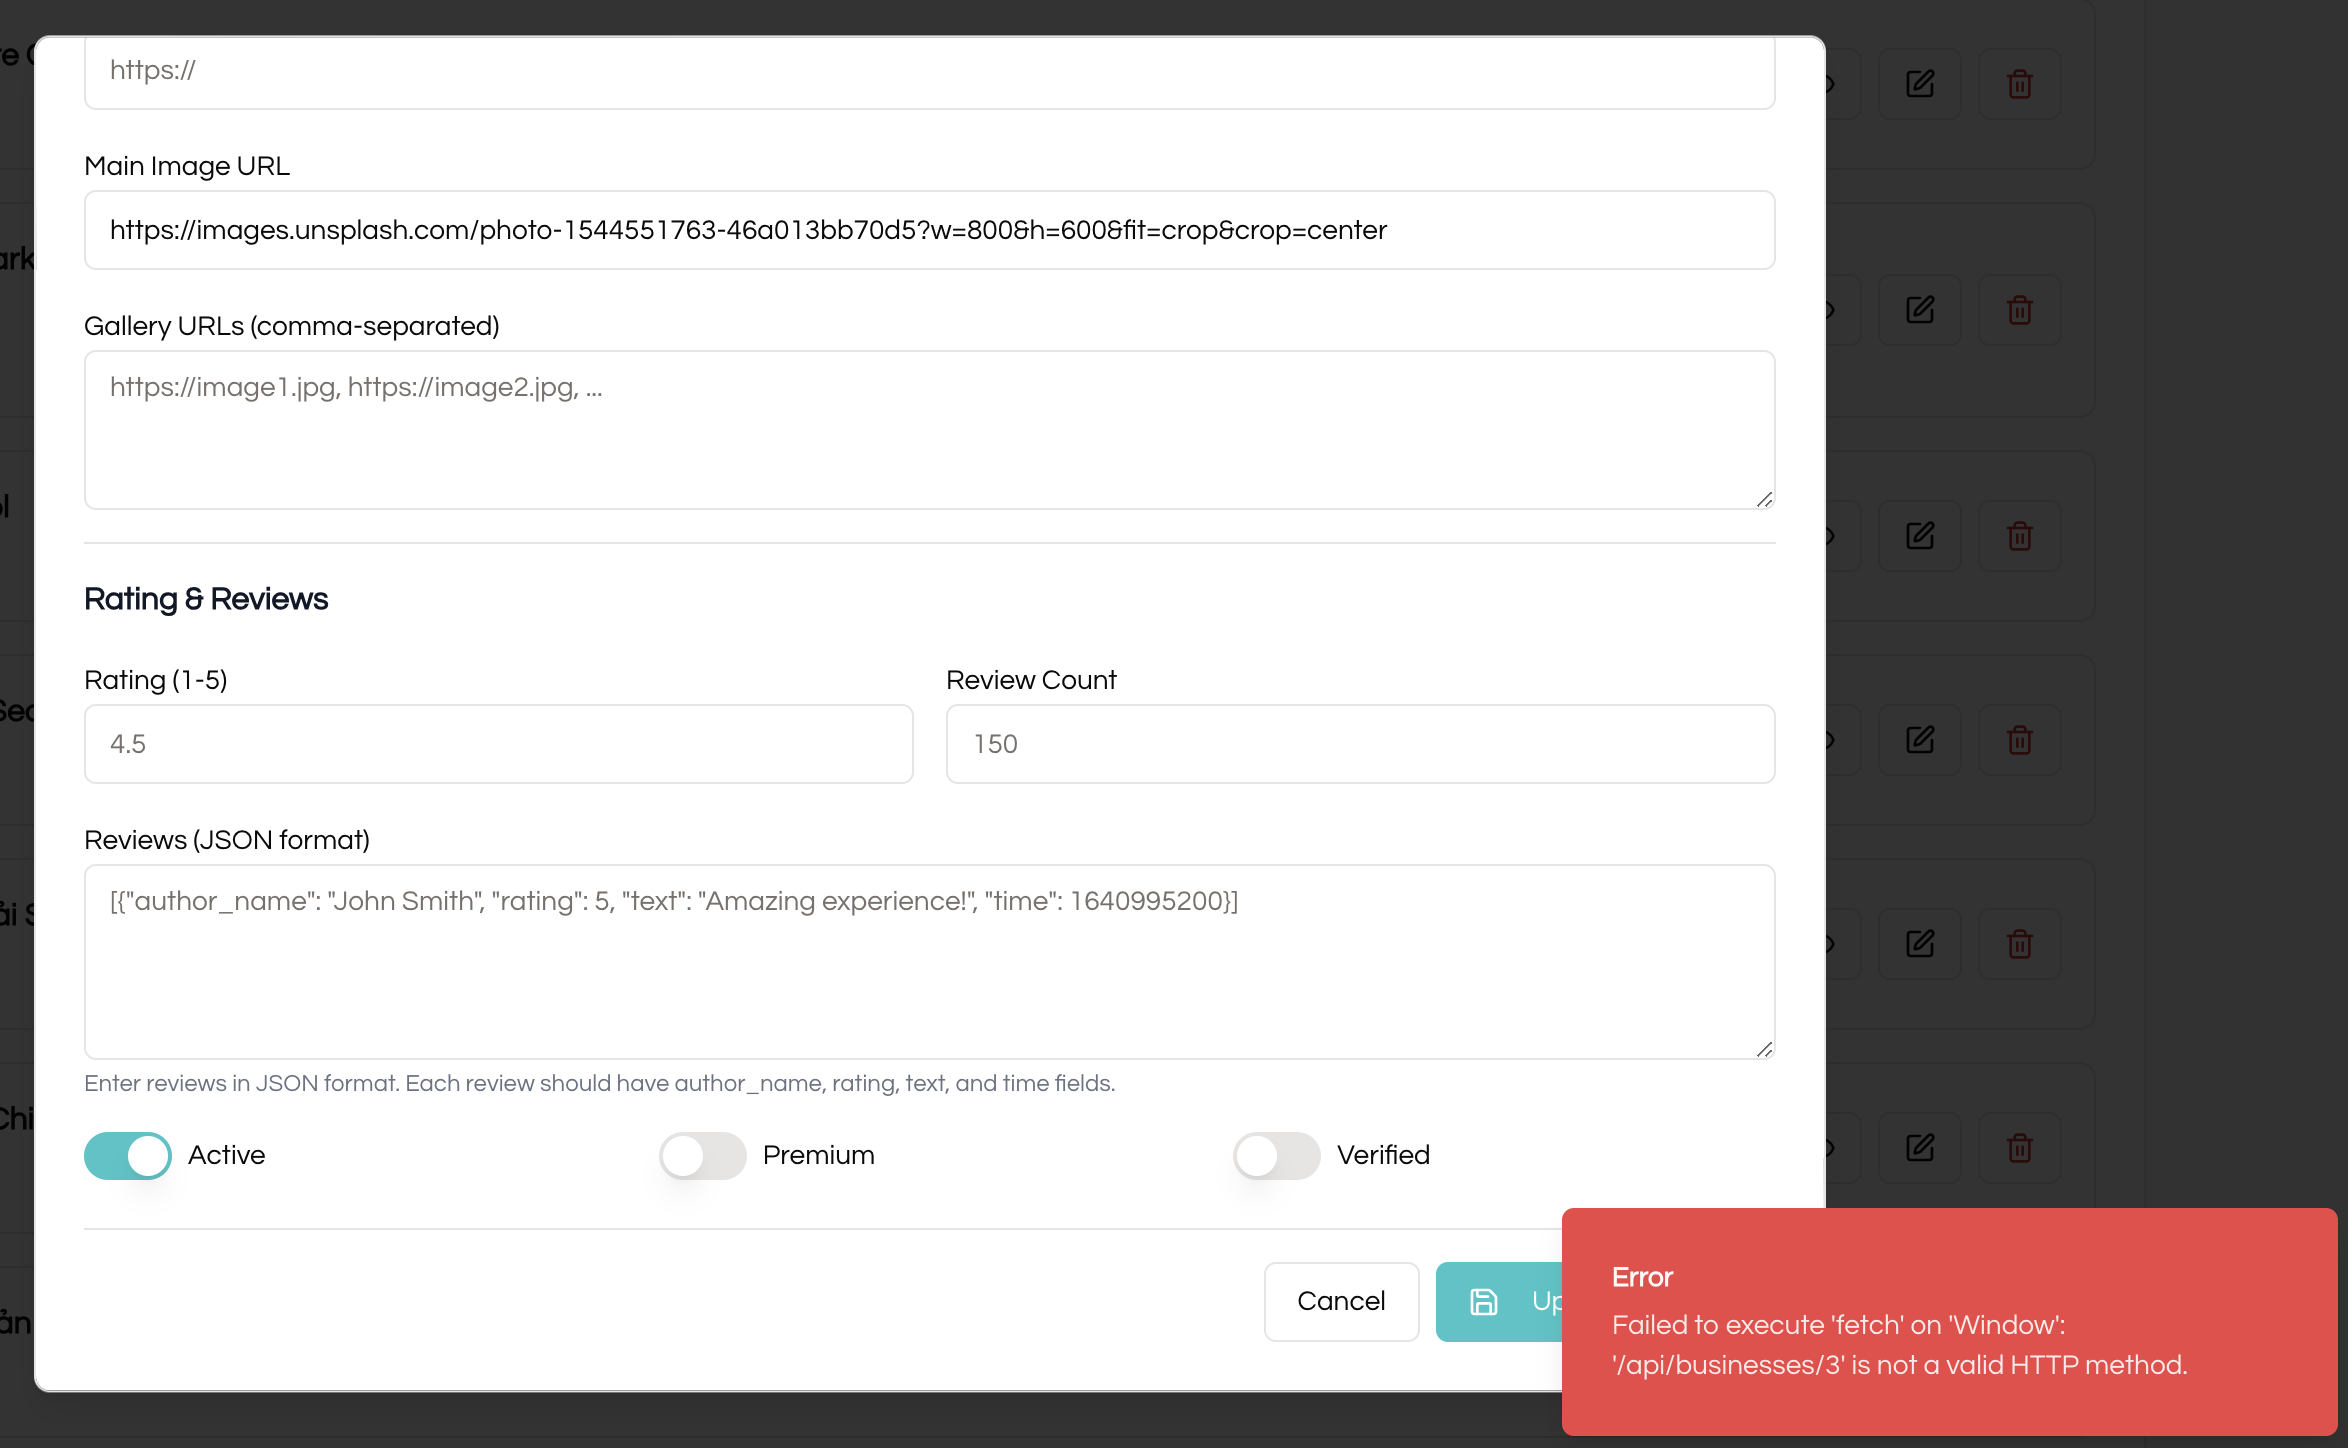 https://
Main Image URL
https://images.unsplash.com/photo-1544551763-46a013bb70d5?w=800&h=600&fit=crop&crop=center
Gallery URLs (comma-separated)
https://image1.jpg, https://image2.jpg, ...
Rating & Reviews
Rating (1-5)
Review Count
4.5
150
Reviews (JSON format)
[{"author_name": "John Smith", "rating": 5, "text": "Amazing experience!", "time": 1640995200}]
Enter reviews in JSON format. Each review should have author_name, rating, text, and time fields.
Active
Premium
Verified
Cancel
Up
Error
Failed to execute 'fetch' on 'Window':
'/api/businesses/3' is not a valid HTTP method.